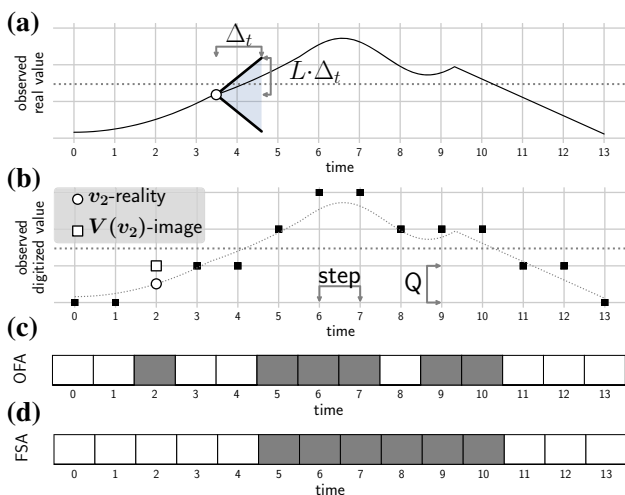 (a)
Δt
L·Δt
observed
real value
0 1 2 3 4 5 6 7 8 9 10 11 12 13
time
(b)
v2-reality
V(v2)-image
observed
digitized value
step
Q
0 1 2 3 4 5 6 7 8 9 10 11 12 13
time
(c)
OFA
0 1 2 3 4 5 6 7 8 9 10 11 12 13
time
(d)
FSA
0 1 2 3 4 5 6 7 8 9 10 11 12 13
time